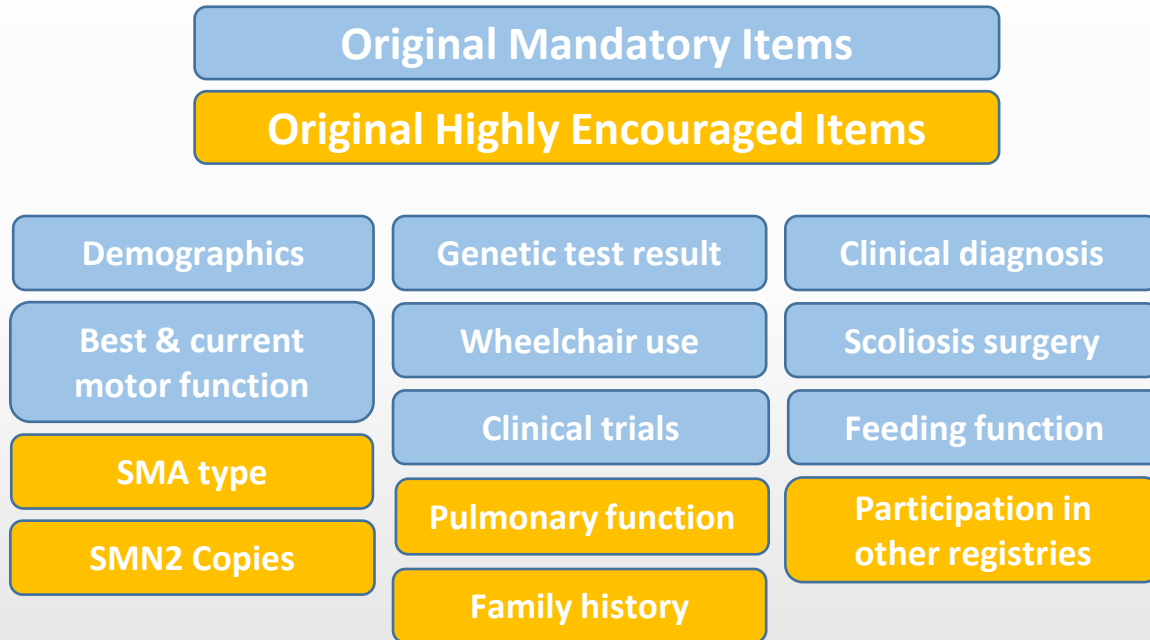 Original Mandatory Items
Original Highly Encouraged Items
Demographics
Best & current
motor function
SMA type
SMN2 Copies
Genetic test result
Wheelchair use
Clinical trials
Pulmonary function
Family history
Clinical diagnosis
Scoliosis surgery
Feeding function
Participation in
other registries